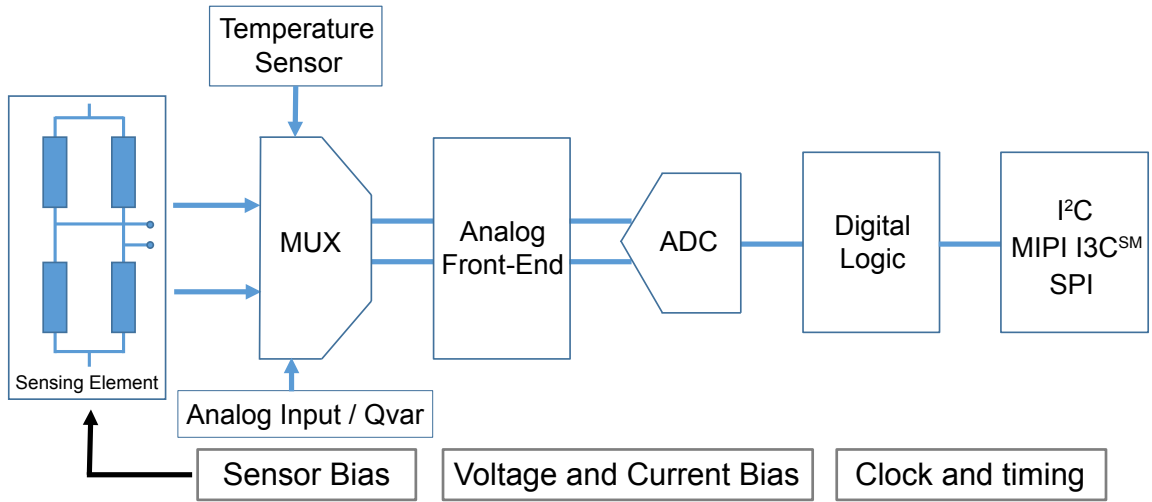 Temperature
Sensor
Sensing Element
MUX
Analog Input / Qvar
Analog
Front-End
ADC
Digital
Logic
I²C
MIPI I3C℠
SPI
Sensor Bias
Voltage and Current Bias
Clock and timing